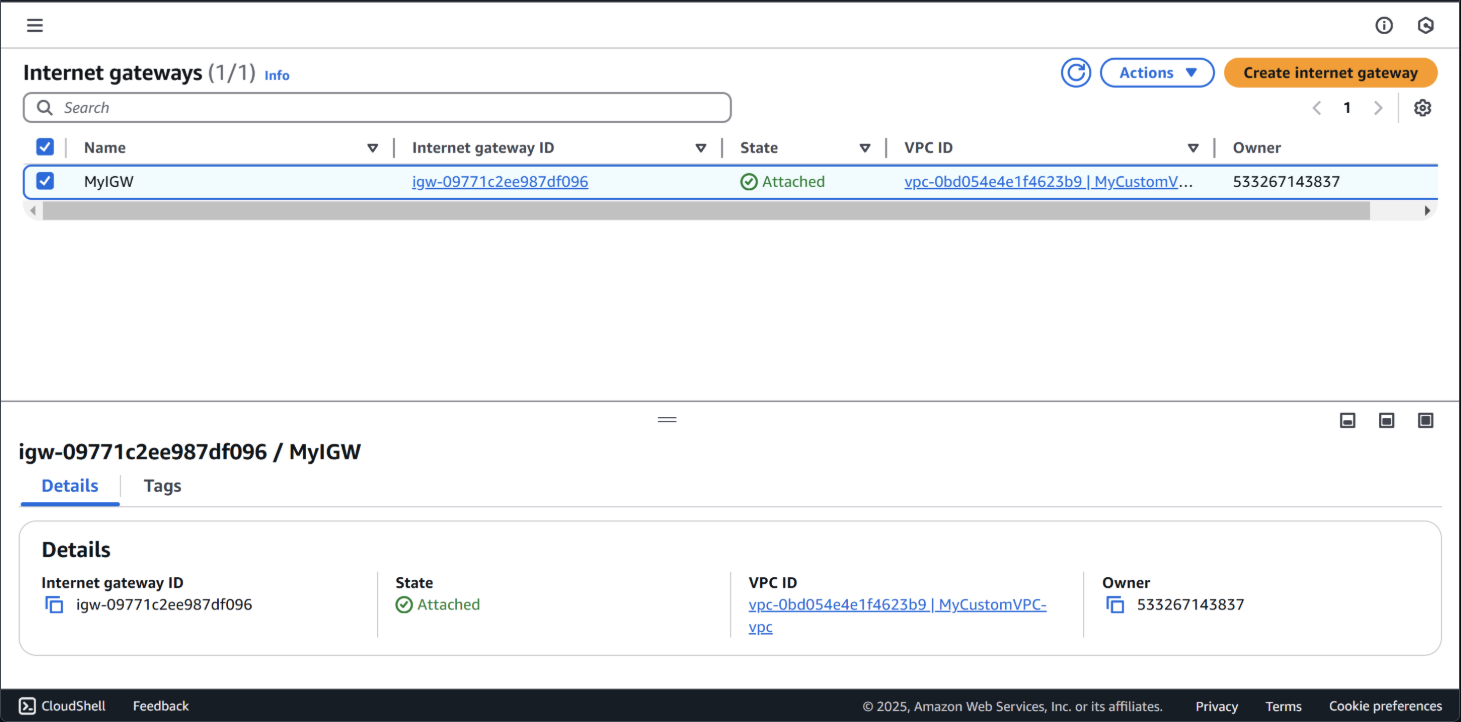 Internet gateways (1/1) Info
Actions
Create internet gateway
Search
1
Name Internet gateway ID State VPC ID Owner
MyIGW igw-09771c2ee987df096 Attached vpc-0bd054e4e1f4623b9 | MyCustomV... 533267143837
igw-09771c2ee987df096 / MyIGW
Details Tags
Details
Internet gateway ID
igw-09771c2ee987df096
State
Attached
VPC ID
vpc-0bd054e4e1f4623b9 | MyCustomVPC-
vpc
Owner
533267143837
CloudShell Feedback © 2025, Amazon Web Services, Inc. or its affiliates. Privacy Terms Cookie preferences